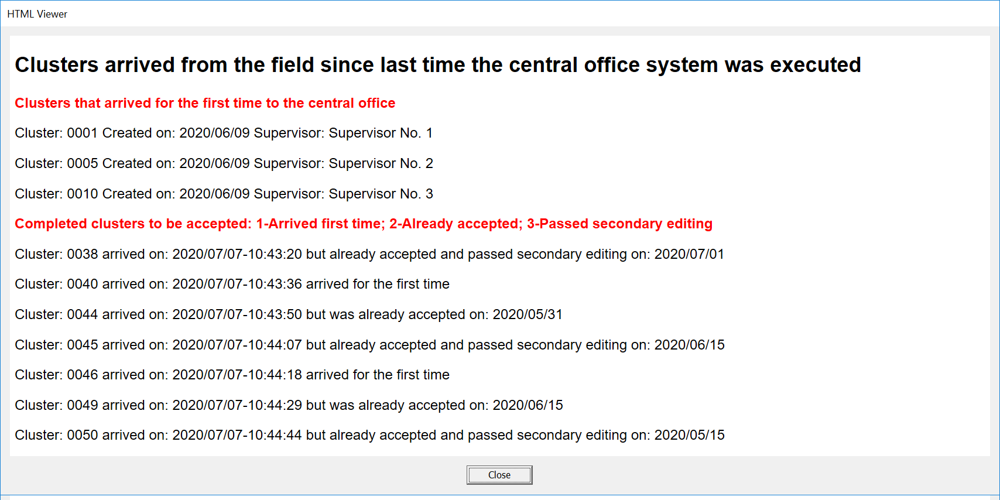 HTML Viewer
Clusters arrived from the field since last time the central office system was executed
Clusters that arrived for the first time to the central office
Cluster: 0001 Created on: 2020/06/09 Supervisor: Supervisor No. 1
Cluster: 0005 Created on: 2020/06/09 Supervisor: Supervisor No. 2
Cluster: 0010 Created on: 2020/06/09 Supervisor: Supervisor No. 3
Completed clusters to be accepted: 1-Arrived first time; 2-Already accepted; 3-Passed secondary editing
Cluster: 0038 arrived on: 2020/07/07-10:43:20 but already accepted and passed secondary editing on: 2020/07/01
Cluster: 0040 arrived on: 2020/07/07-10:43:36 arrived for the first time
Cluster: 0044 arrived on: 2020/07/07-10:43:50 but was already accepted on: 2020/05/31
Cluster: 0045 arrived on: 2020/07/07-10:44:07 but already accepted and passed secondary editing on: 2020/06/15
Cluster: 0046 arrived on: 2020/07/07-10:44:18 arrived for the first time
Cluster: 0049 arrived on: 2020/07/07-10:44:29 but was already accepted on: 2020/06/15
Cluster: 0050 arrived on: 2020/07/07-10:44:44 but already accepted and passed secondary editing on: 2020/05/15
Close